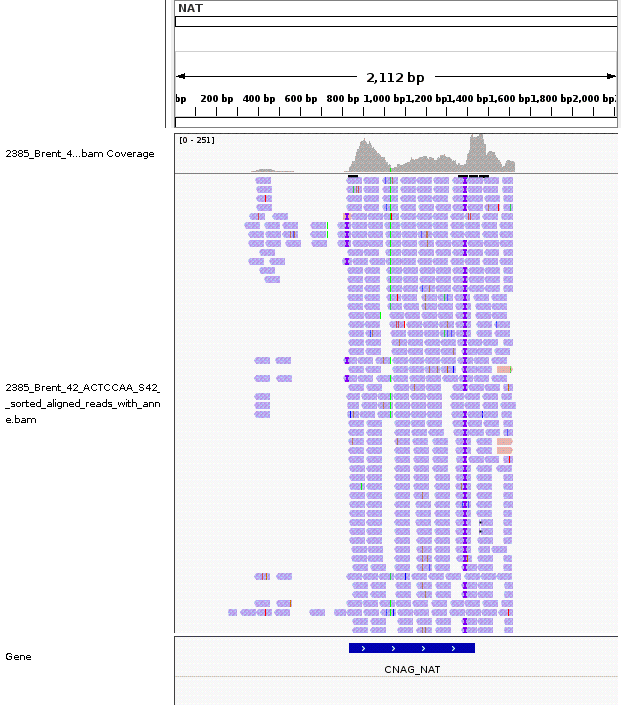 NAT
2,112 bp
bp 200 bp 400 bp 600 bp 800 bp 1,000 bp 1,200 bp 1,400 bp 1,600 bp 1,800 bp 2,000 bp
[0 - 251]
2385_Brent_4...bam Coverage
2385_Brent_42_ACTCCAA_S42_
_sorted_aligned_reads_with_ann
e.bam
Gene
CNAG_NAT